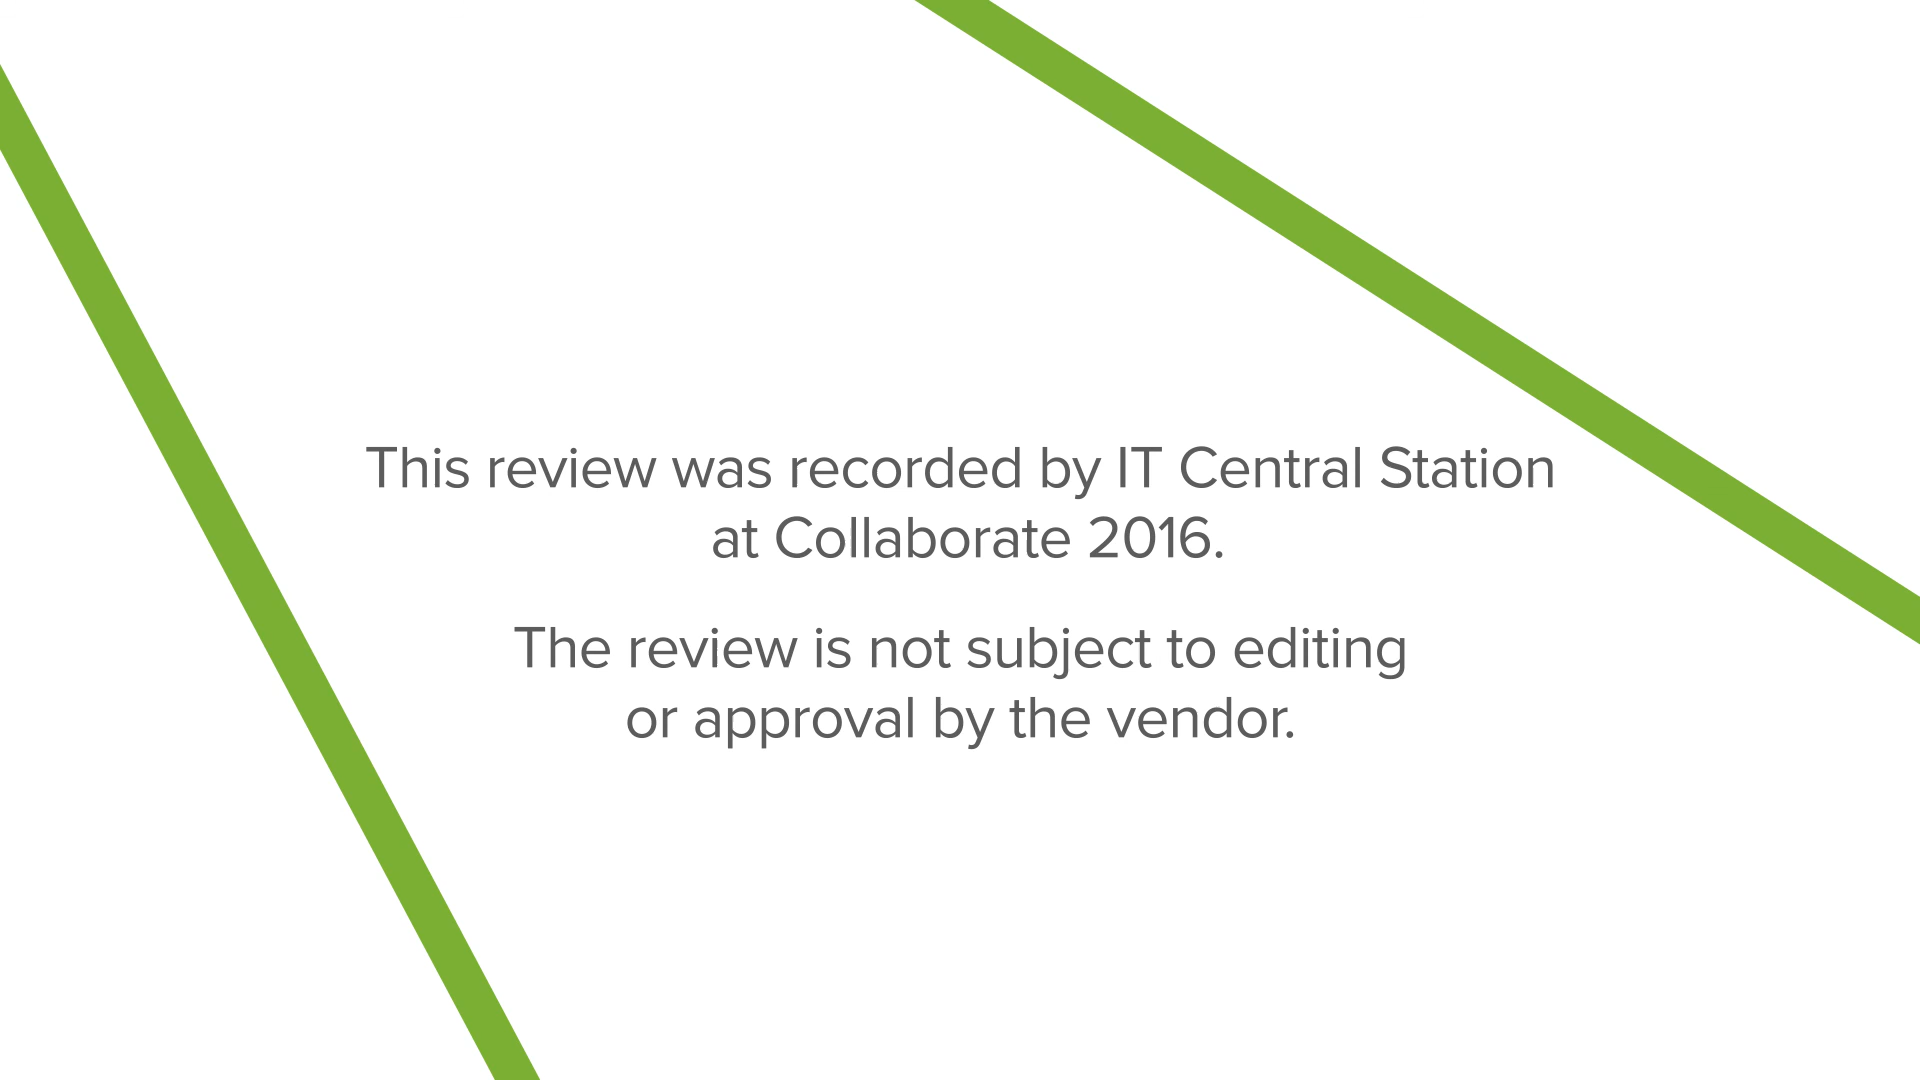 This review was recorded by IT Central Station
at Collaborate 2016.
The review is not subject to editing
or approval by the vendor.